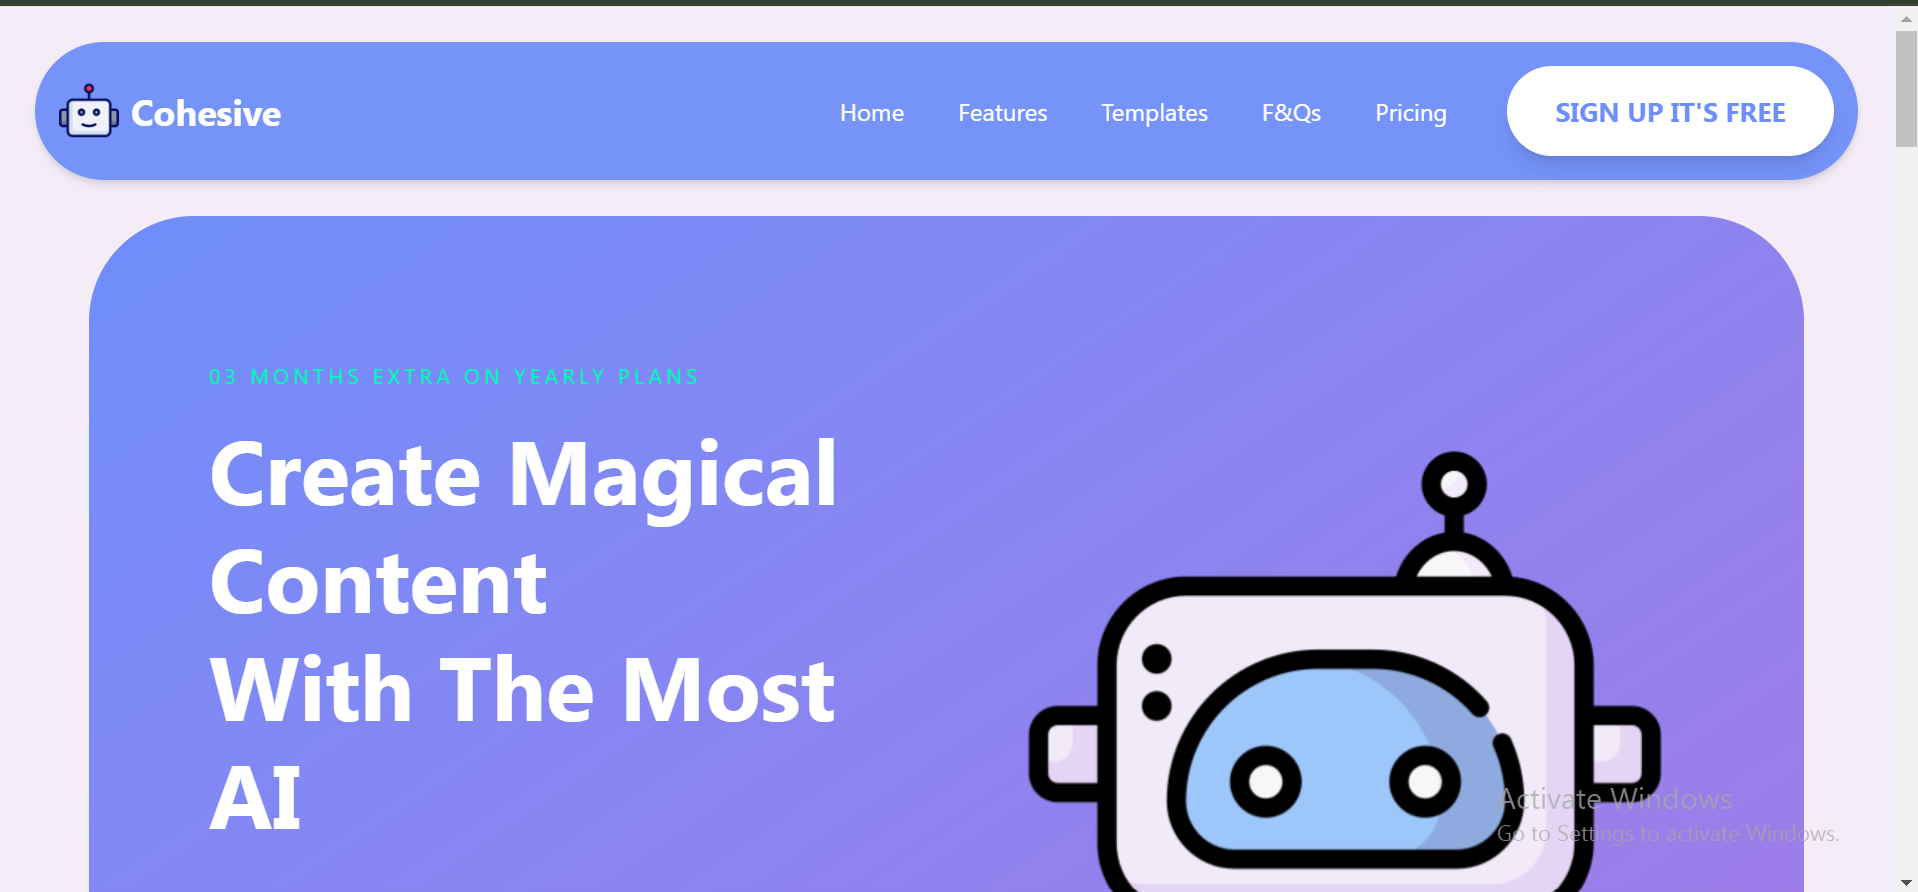 Cohesive
Home
Features
Templates
F&Qs
Pricing
SIGN UP IT'S FREE
03 MONTHS EXTRA ON YEARLY PLANS
Create Magical
Content
With The Most
AI
Activate Windows
Go to Settings to activate Windows.